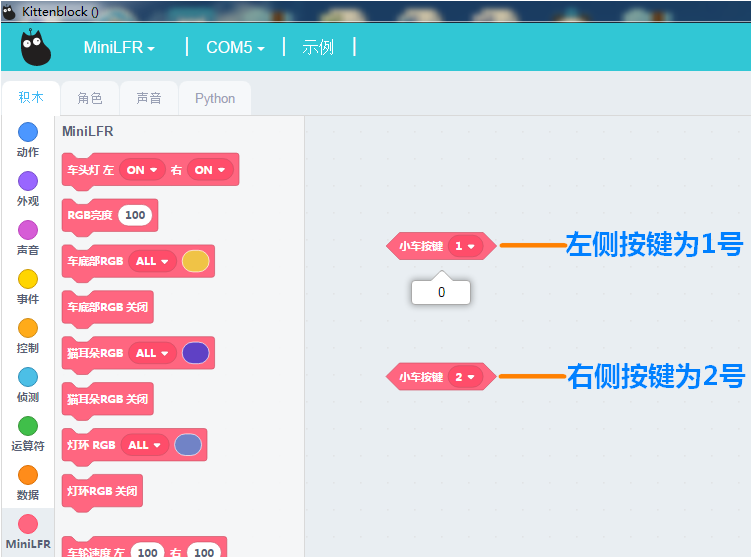 Kittenblock ()
MiniLFR
COM5
示例
积木
角色
声音
Python
动作
外观
声音
事件
控制
侦测
运算符
数据
MiniLFR
MiniLFR
车头灯 左 ON 右 ON
RGB亮度 100
车底部RGB ALL
车底部RGB 关闭
猫耳朵RGB ALL
猫耳朵RGB 关闭
灯环 RGB ALL
灯环RGB 关闭
车轮速度 左 100 右 100
小车按键 1
左侧按键为1号
0
小车按键 2
右侧按键为2号